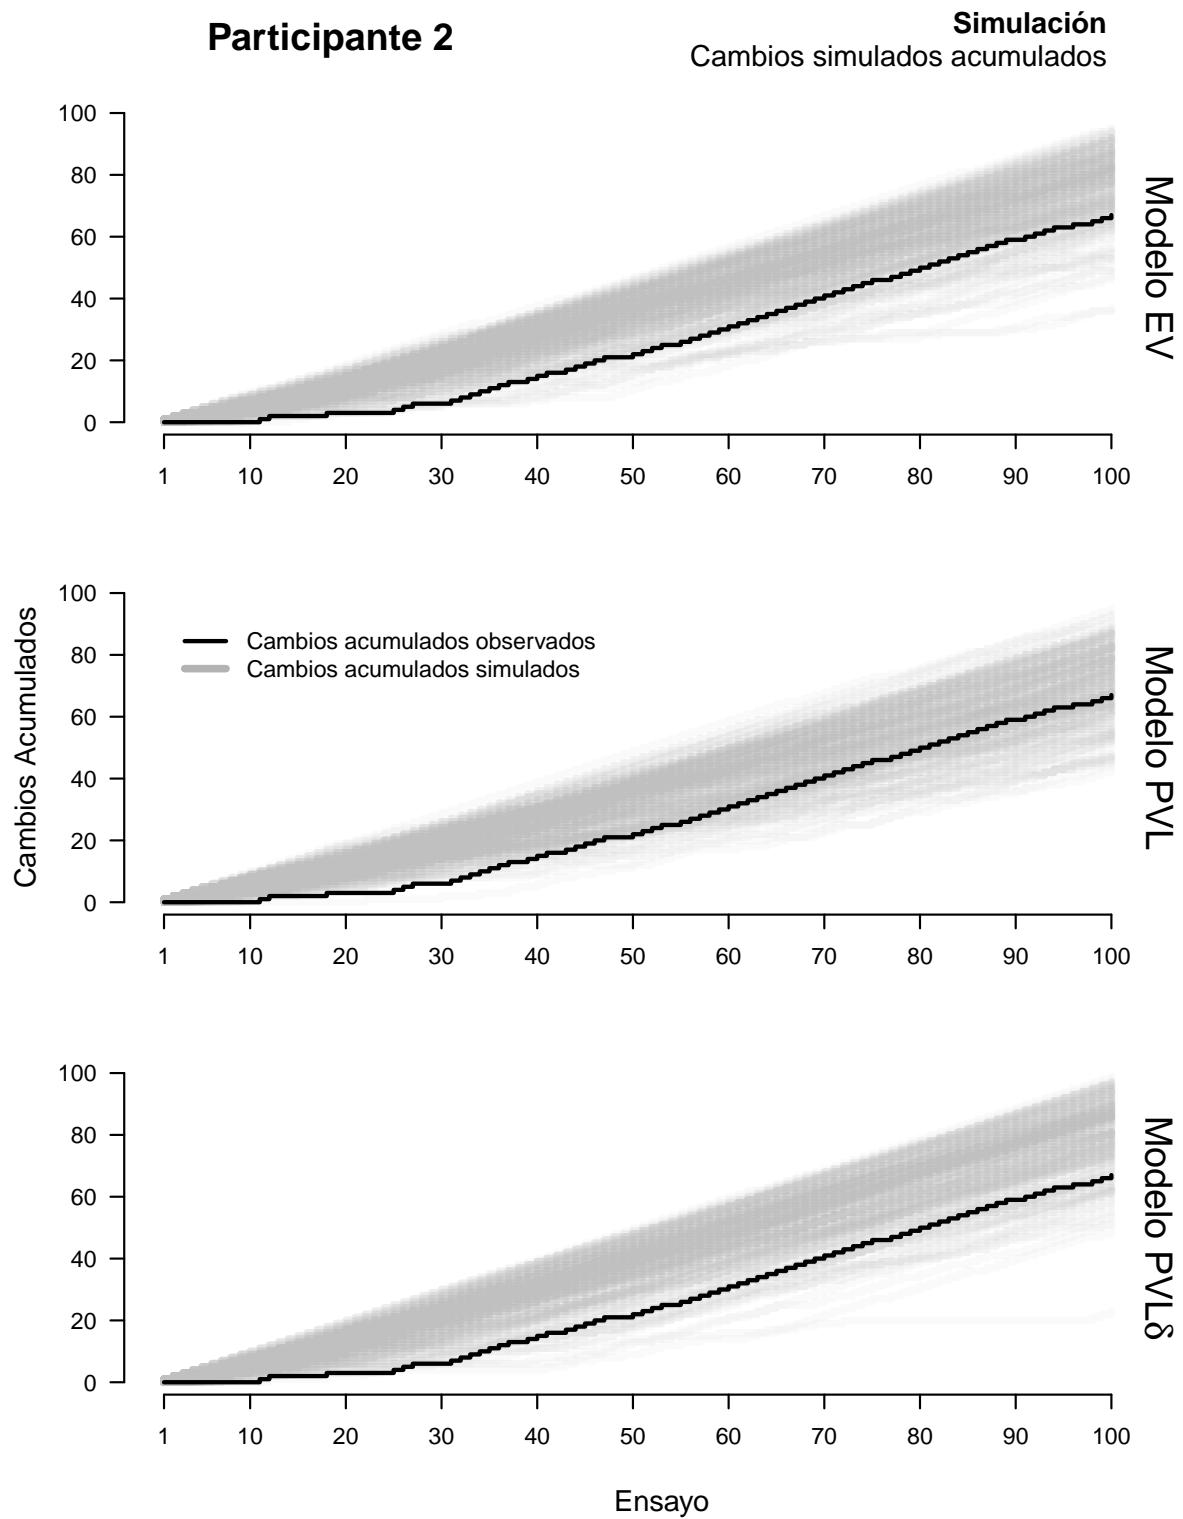 Participante 2
Simulación
Cambios simulados acumulados
100
80
60
40
20
0
1 10 20 30 40 50 60 70 80 90 100
Modelo EV
Cambios Acumulados
100
80
60
40
20
0
Cambios acumulados observados
Cambios acumulados simulados
1 10 20 30 40 50 60 70 80 90 100
Modelo PVL
100
80
60
40
20
0
1 10 20 30 40 50 60 70 80 90 100
Modelo PVLδ
Ensayo